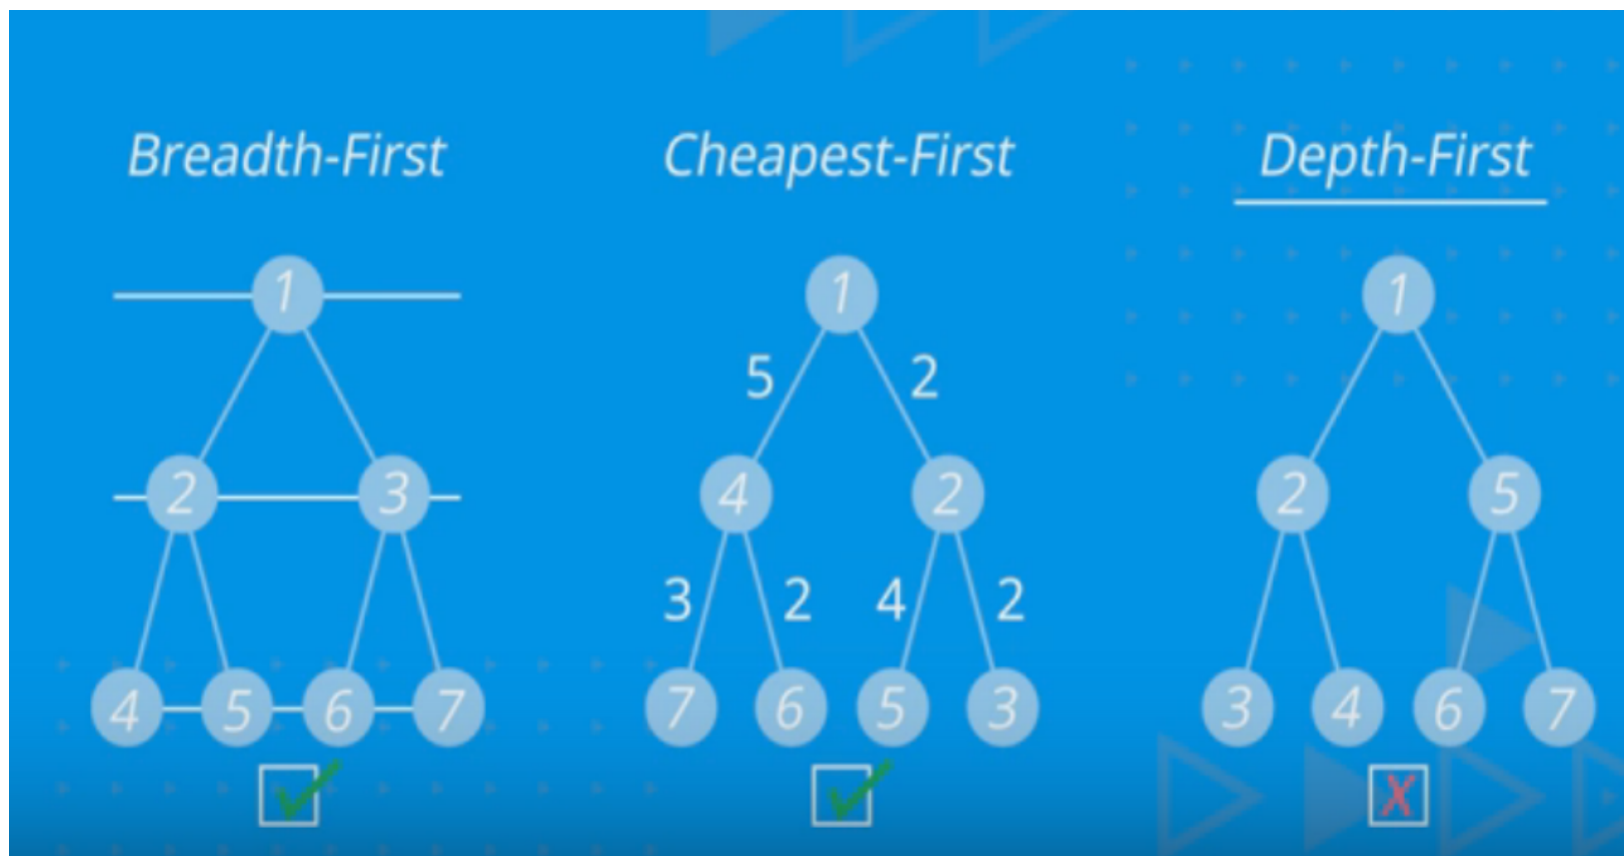 Breadth-First Cheapest-First Depth-First
1 1 1
5 2
2 3 4 2 2 5
3 2 4 2
4 5 6 7 7 6 5 3 3 4 6 7
X